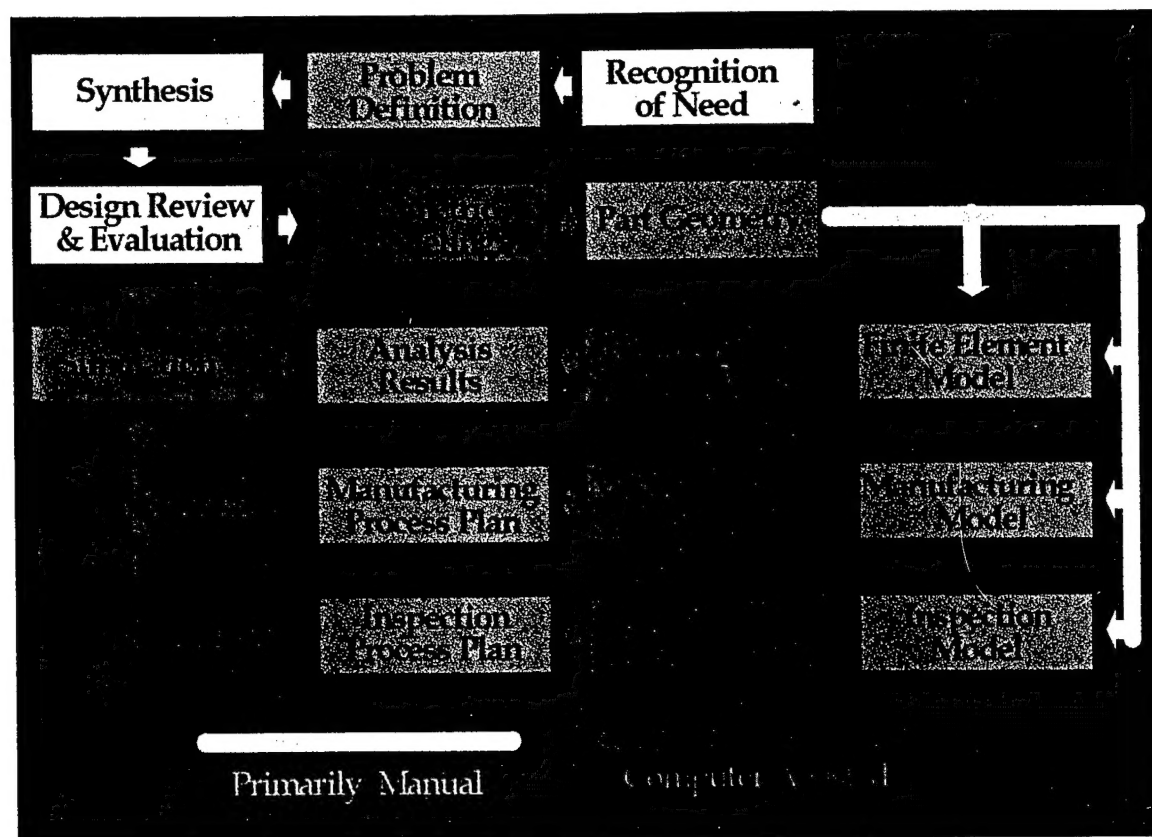 Synthesis
Problem
Definition
Recognition
of Need
Design Review
& Evaluation
Part Geometry
Analysis
Results
Finite Element
Model
Manufacturing
Process Plan
Manufacturing
Model
Inspection
Process Plan
Inspection
Model
Primarily Manual
Computer